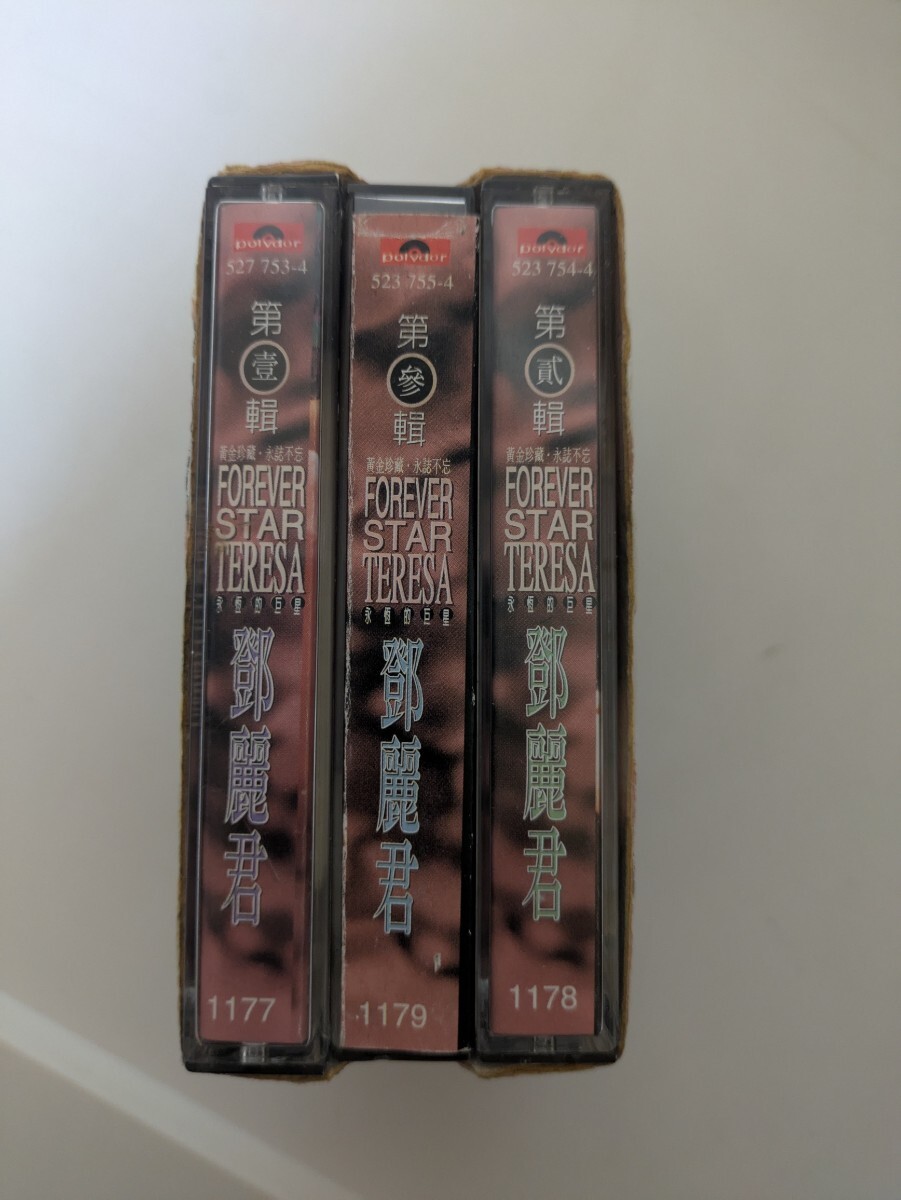 polydor
527 753-4
第
壹
輯
黃金珍藏・永誌不忘
FOREVER
STAR
TERESA
永恆的巨星
鄧麗君
1177
polydor
523 755-4
第
參
輯
黃金珍藏・永誌不忘
FOREVER
STAR
TERESA
永恆的巨星
鄧麗君
1179
polydor
523 754-4
第
貳
輯
黃金珍藏・永誌不忘
FOREVER
STAR
TERESA
永恆的巨星
鄧麗君
1178